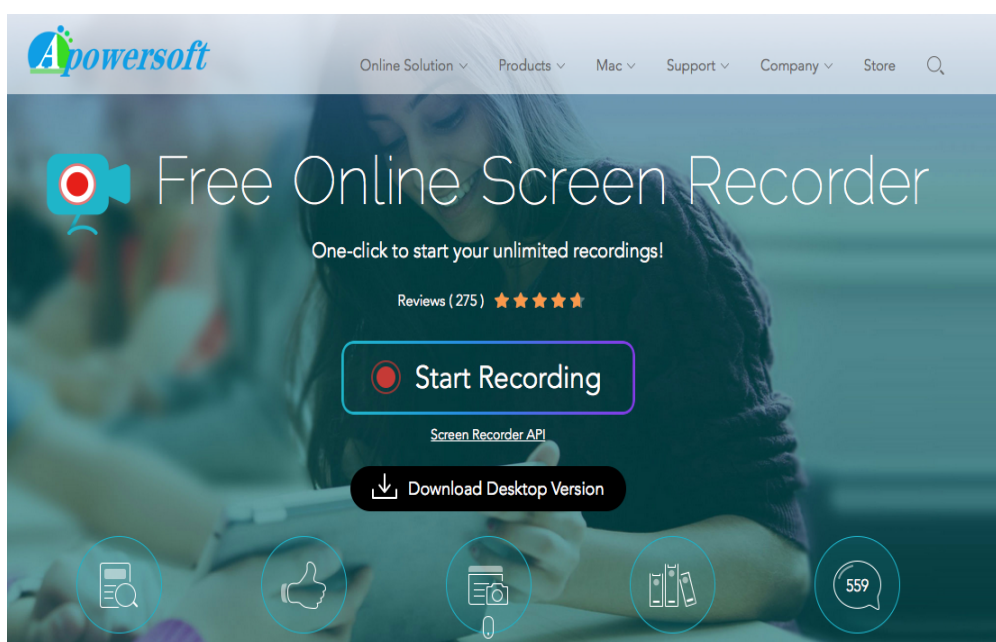 Apowersoft
Online Solution Products Mac Support Company Store
Free Online Screen Recorder
One-click to start your unlimited recordings!
Reviews ( 275 )
Start Recording
Screen Recorder API
Download Desktop Version
559